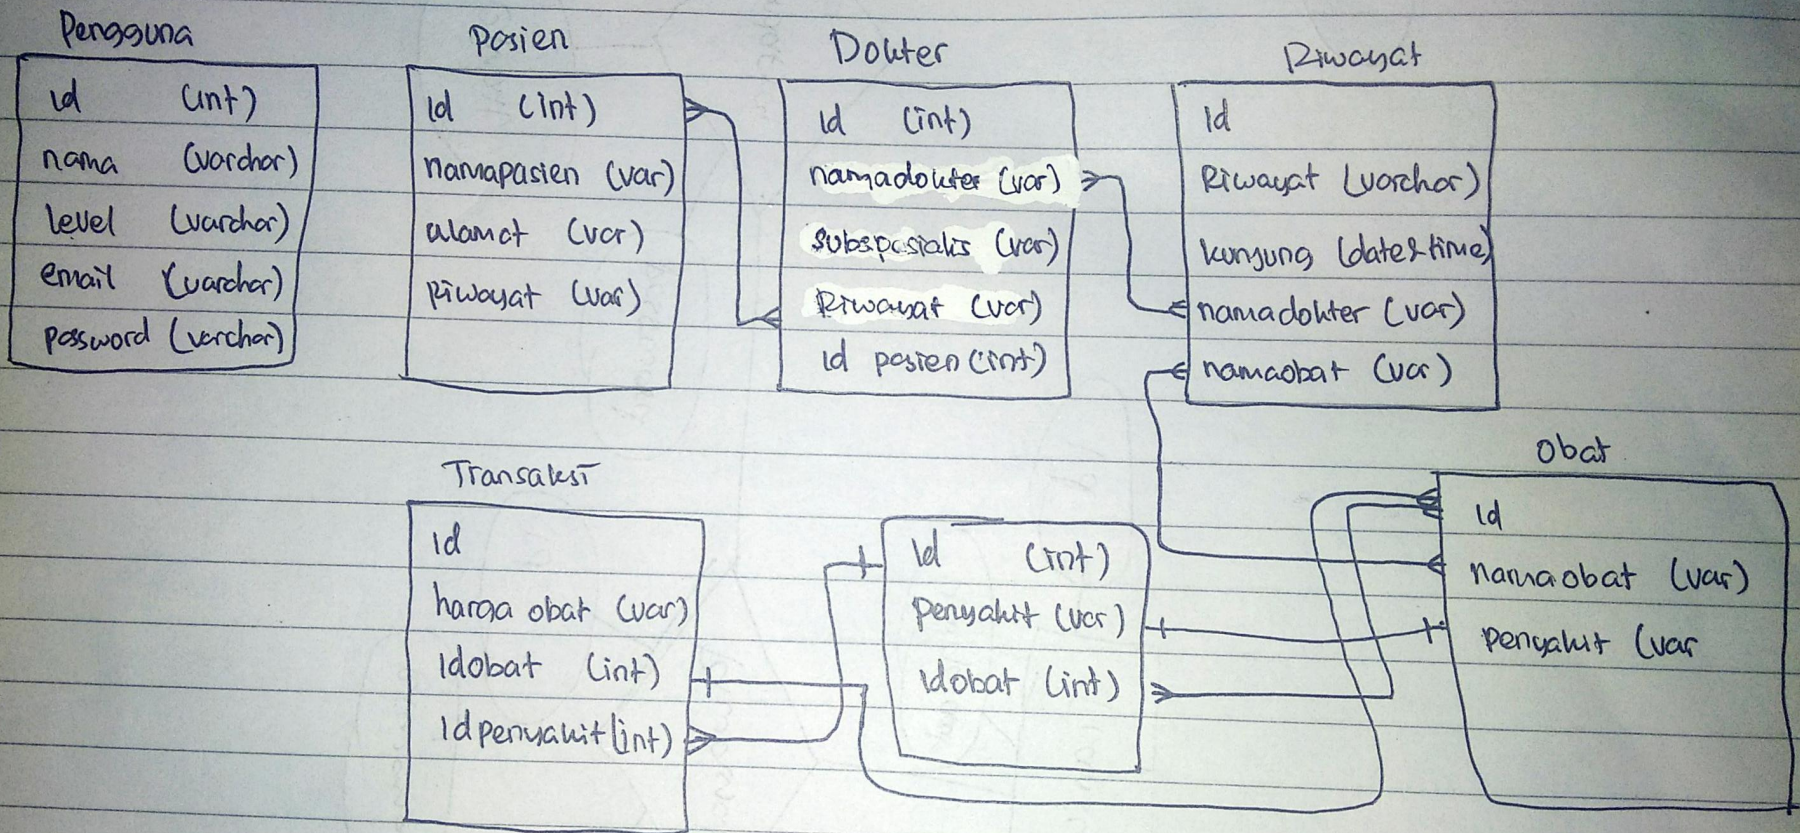 Pengguna
id (int)
nama (varchar)
level (varchar)
email (varchar)
password (varchar)
Pasien
id (int)
namapasien (var)
alamat (var)
Riwayat (var)
Dokter
id (int)
namadokter (var)
subspasialis (var)
Riwayat (var)
id pasien (int)
Riwayat
id
Riwayat (varchar)
kunjung (date&time)
namadokter (var)
namaobat (var)
Transaksi
id
harga obat (var)
idobat (int)
idpenyakit (int)
id (int)
penyakit (var)
idobat (int)
obat
id
namaobat (var)
penyakit (var